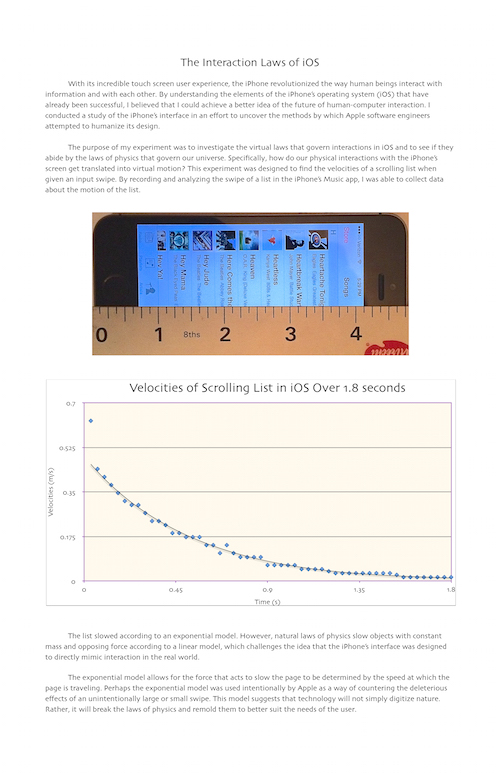 The Interaction Laws of iOS
With its incredible touch screen user experience, the iPhone revolutionized the way human beings interact with
information and with each other. By understanding the elements of the iPhone's operating system (iOS) that have
already been successful, I believed that I could achieve a better idea of the future of human-computer interaction. I
conducted a study of the iPhone's interface in an effort to uncover the methods by which Apple software engineers
attempted to humanize its design.
The purpose of my experiment was to investigate the virtual laws that govern interactions in iOS and to see if they
abide by the laws of physics that govern our universe. Specifically, how do our physical interactions with the iPhone's
screen get translated into virtual motion? This experiment was designed to find the velocities of a scrolling list when
given an input swipe. By recording and analyzing the swipe of a list in the iPhone's Music app, I was able to collect data
about the motion of the list.
Songs
Heartache Tonight
Heartbreak War
Heartless
Heaven
Here Comes the
Hey Jude
Hey Mama
Hey Ya!
0 1 8ths 2 3 4
Velocities of Scrolling List in iOS Over 1.8 seconds
Velocities (m/s)
0.7
0.525
0.35
0.175
0
0 0.45 0.9 1.35 1.8
Time (s)
The list slowed according to an exponential model. However, natural laws of physics slow objects with constant
mass and opposing force according to a linear model, which challenges the idea that the iPhone's interface was designed
to directly mimic interaction in the real world.
The exponential model allows for the force that acts to slow the page to be determined by the speed at which the
page is traveling. Perhaps the exponential model was used intentionally by Apple as a way of countering the deleterious
effects of an unintentionally large or small swipe. This model suggests that technology will not simply digitize nature.
Rather, it will break the laws of physics and remold them to better suit the needs of the user.